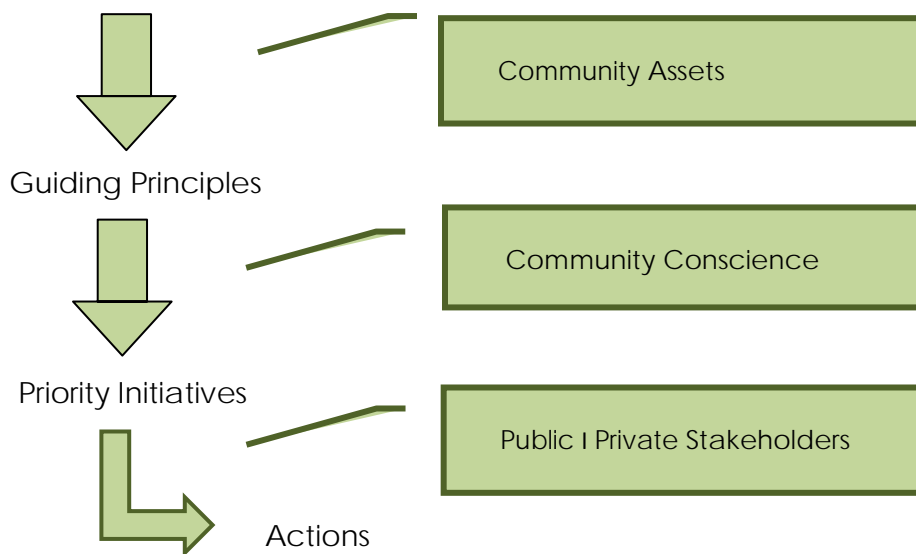 Community Assets
Guiding Principles
Community Conscience
Priority Initiatives
Public I Private Stakeholders
Actions